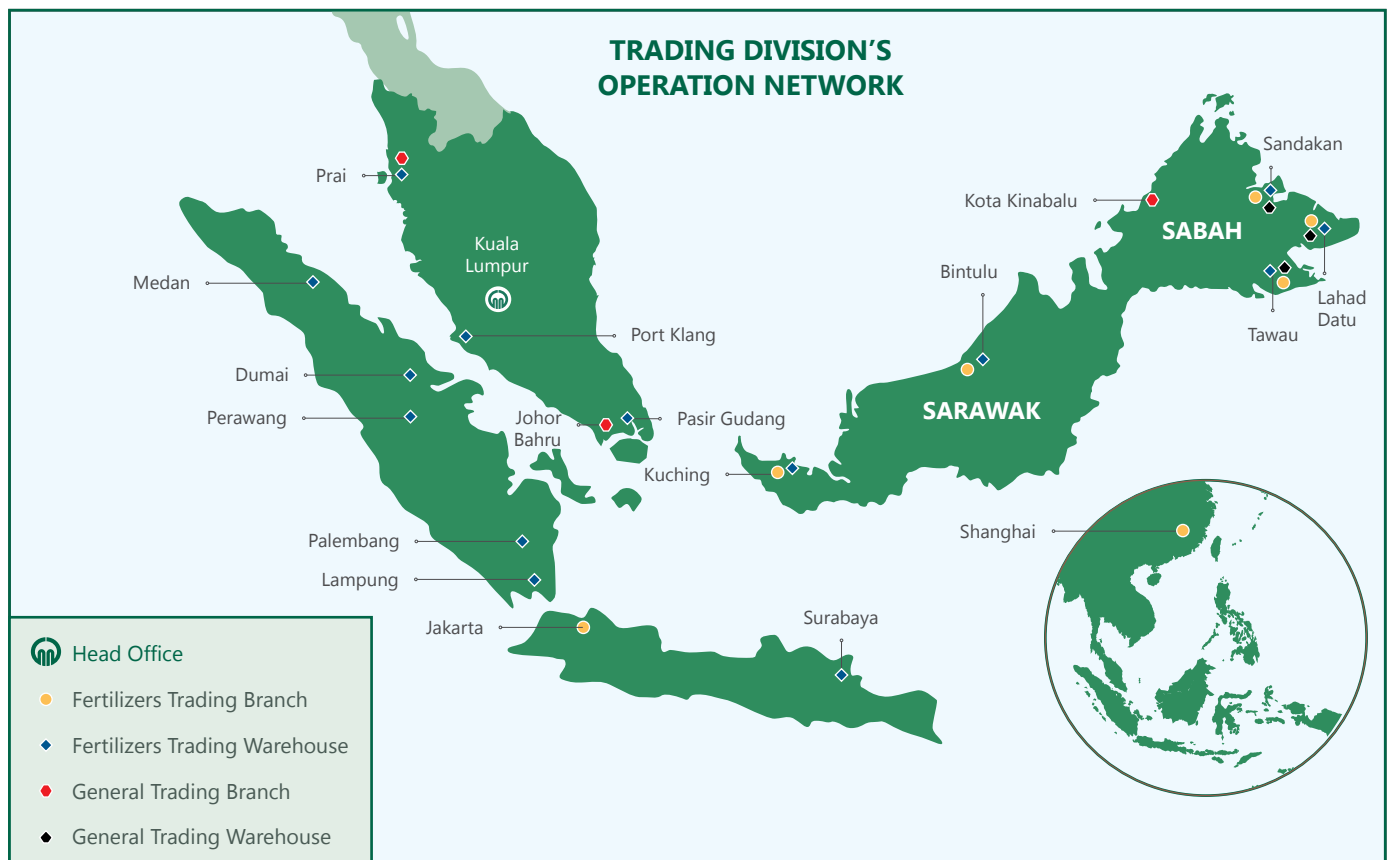 TRADING DIVISION’S
OPERATION NETWORK
Sandakan
Prai
Kota Kinabalu
SABAH
Kuala
Lumpur
Bintulu
Medan
Lahad
Datu
Port Klang
Tawau
Dumai
Perawang
Johor
Bahru
Pasir Gudang
SARAWAK
Kuching
Shanghai
Palembang
Lampung
Jakarta
Surabaya
Head Office
Fertilizers Trading Branch
Fertilizers Trading Warehouse
General Trading Branch
General Trading Warehouse